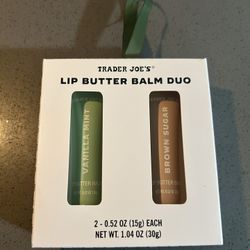 TRADER JOE'S
LIP BUTTER BALM DUO
VANILLA MINT
BROWN SUGAR
2 - 0.52 OZ (15g) EACH
NET WT. 1.04 OZ (30g)